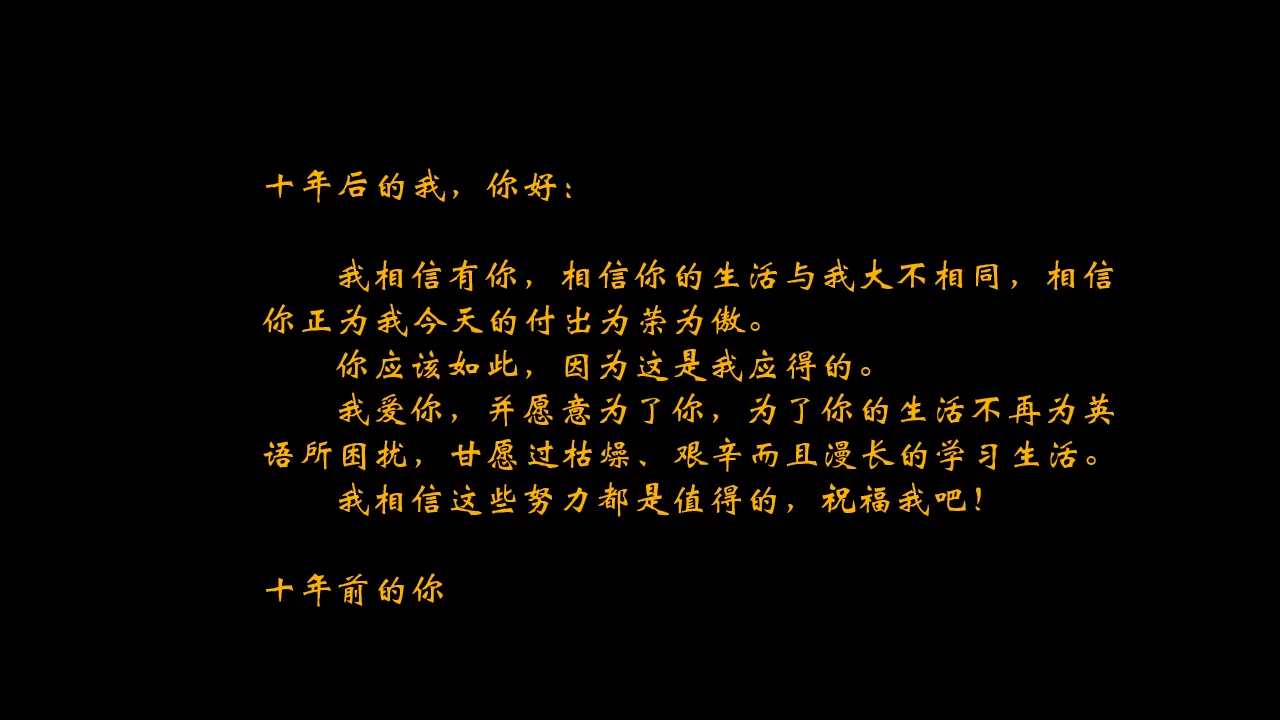 十年后的我，你好：
我相信有你，相信你的生活与我大不相同，相信
你正为我今天的付出为荣为傲。
你应该如此，因为这是我应得的。
我爱你，并愿意为了你，为了你的生活不再为英
语所困扰，甘愿过枯燥、艰辛而且漫长的学习生活。
我相信这些努力都是值得的，祝福我吧！
十年前的你